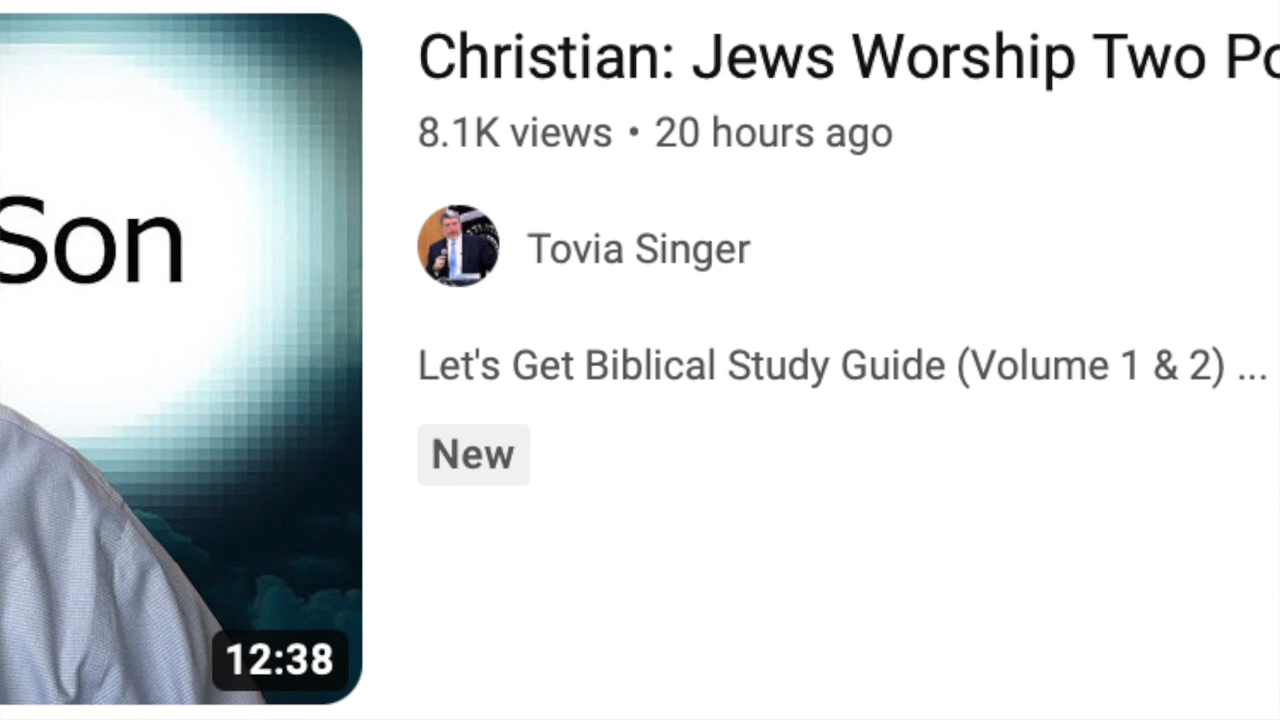 Son
12:38
Christian: Jews Worship Two
8.1K views • 20 hours ago
Tovia Singer
Let's Get Biblical Study Guide (Volume 1 & 2) ...
New